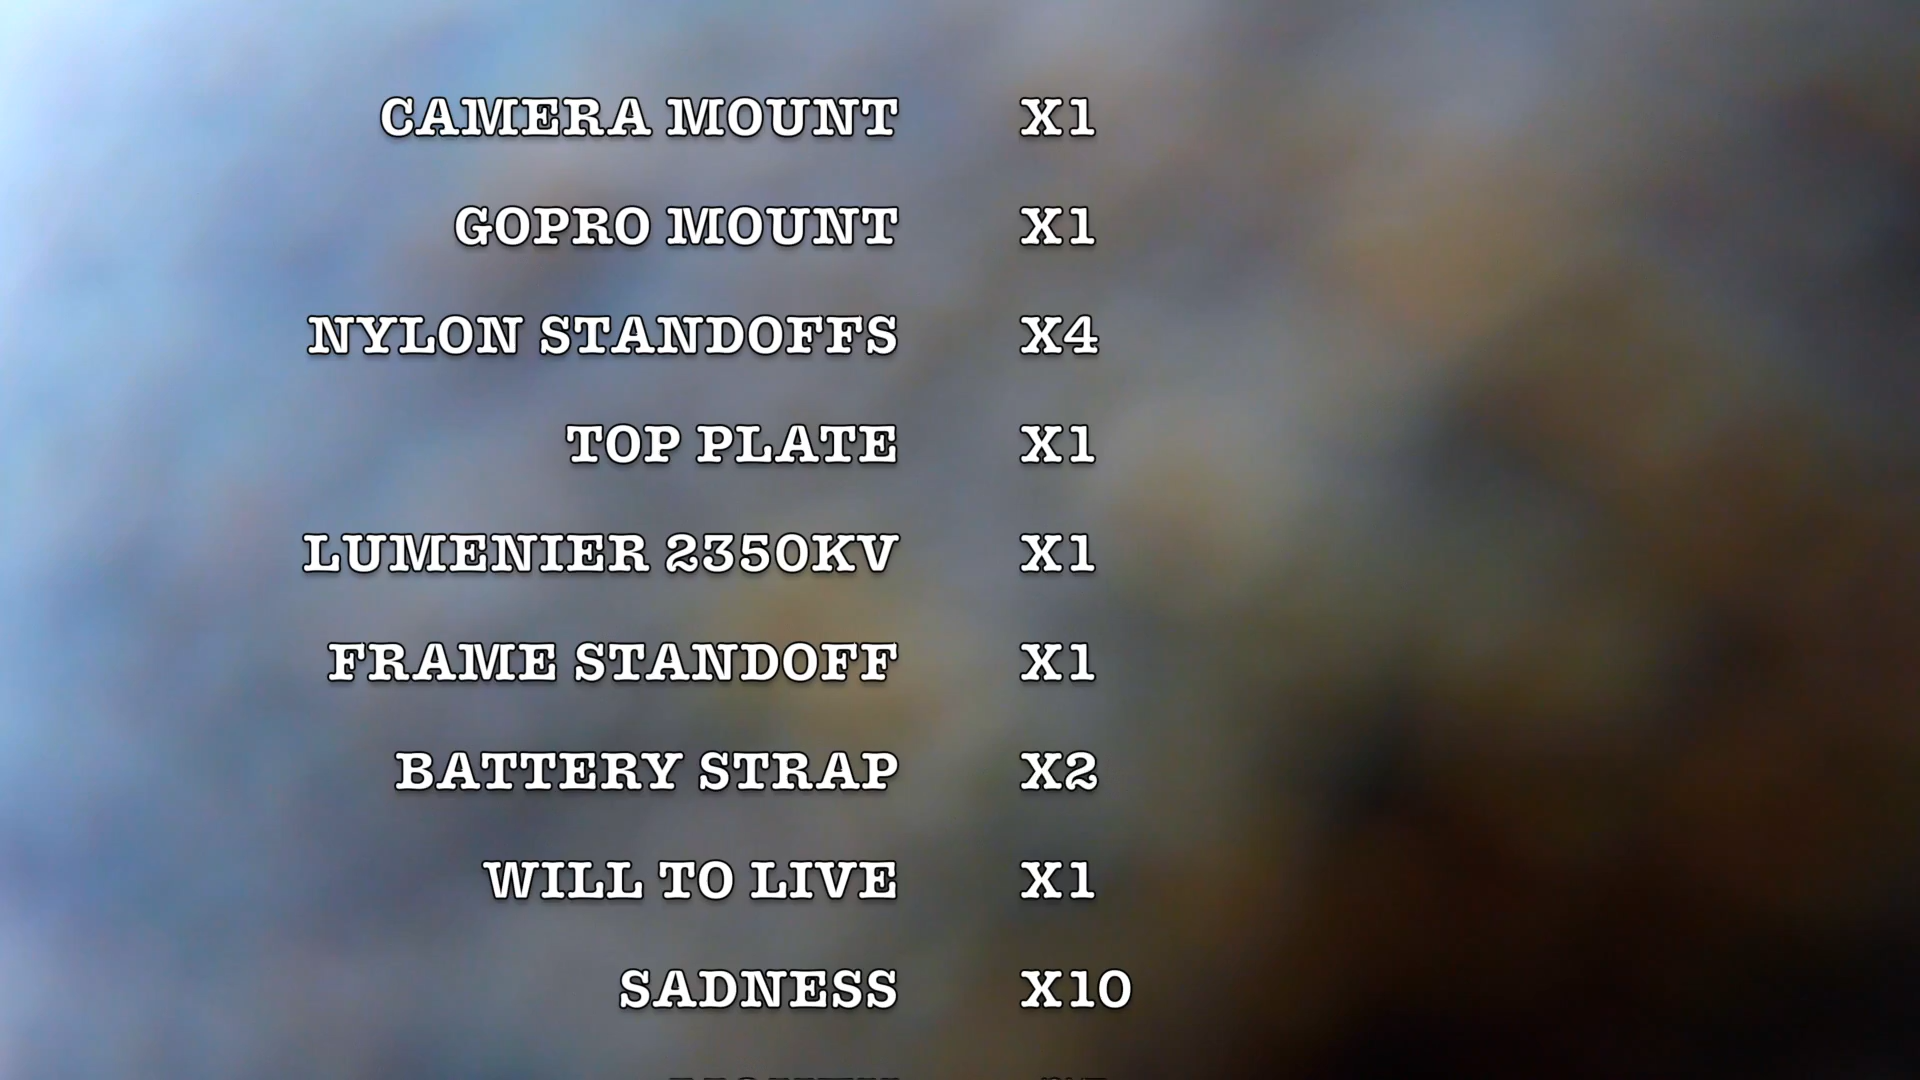 CAMERA MOUNT X1
GOPRO MOUNT X1
NYLON STANDOFFS X4
TOP PLATE X1
LUMENIER 2350KV X1
FRAME STANDOFF X1
BATTERY STRAP X2
WILL TO LIVE X1
SADNESS X10